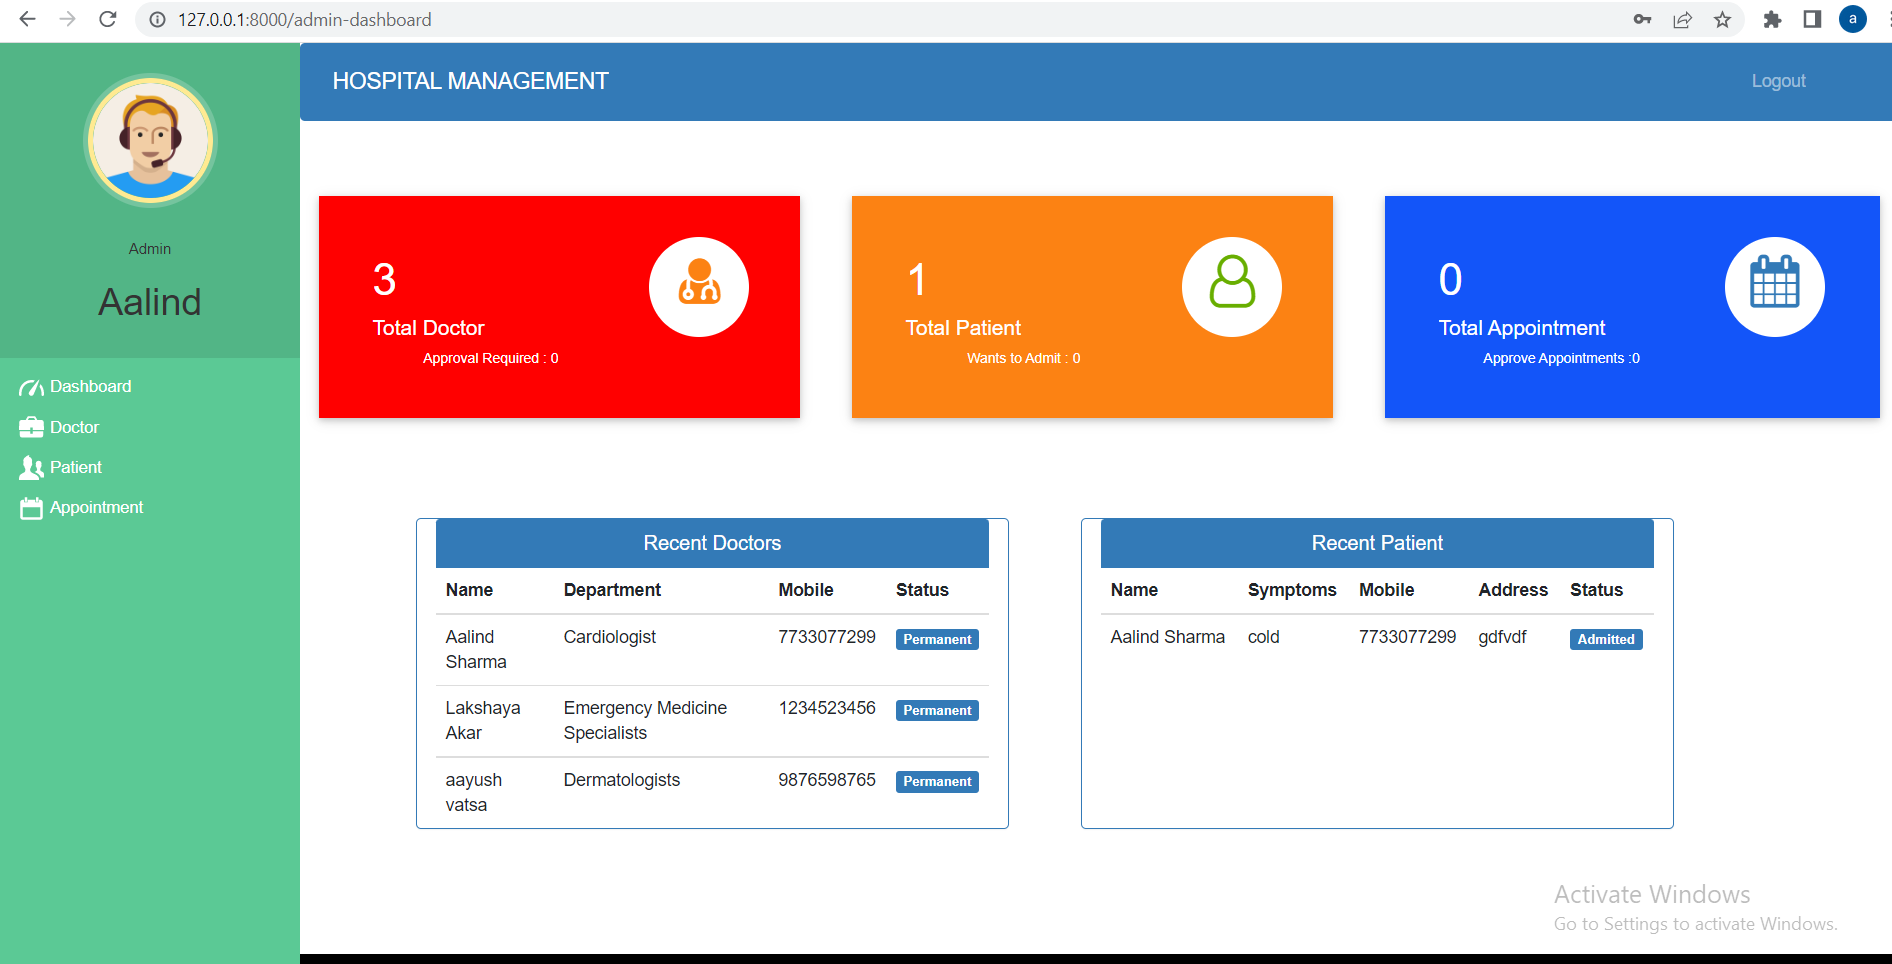 127.0.0.1:8000/admin-dashboard
a
HOSPITAL MANAGEMENT
Logout
Admin
Aalind
Dashboard
Doctor
Patient
Appointment
3
Total Doctor
Approval Required : 0
1
Total Patient
Wants to Admit : 0
0
Total Appointment
Approve Appointments :0
Recent Doctors
Name Department Mobile Status
Aalind Cardiologist 7733077299 Permanent
Sharma
Lakshaya Emergency Medicine 1234523456 Permanent
Akar Specialists
aayush Dermatologists 9876598765 Permanent
vatsa
Recent Patient
Name Symptoms Mobile Address Status
Aalind Sharma cold 7733077299 gdfvdf Admitted
Activate Windows
Go to Settings to activate Windows.